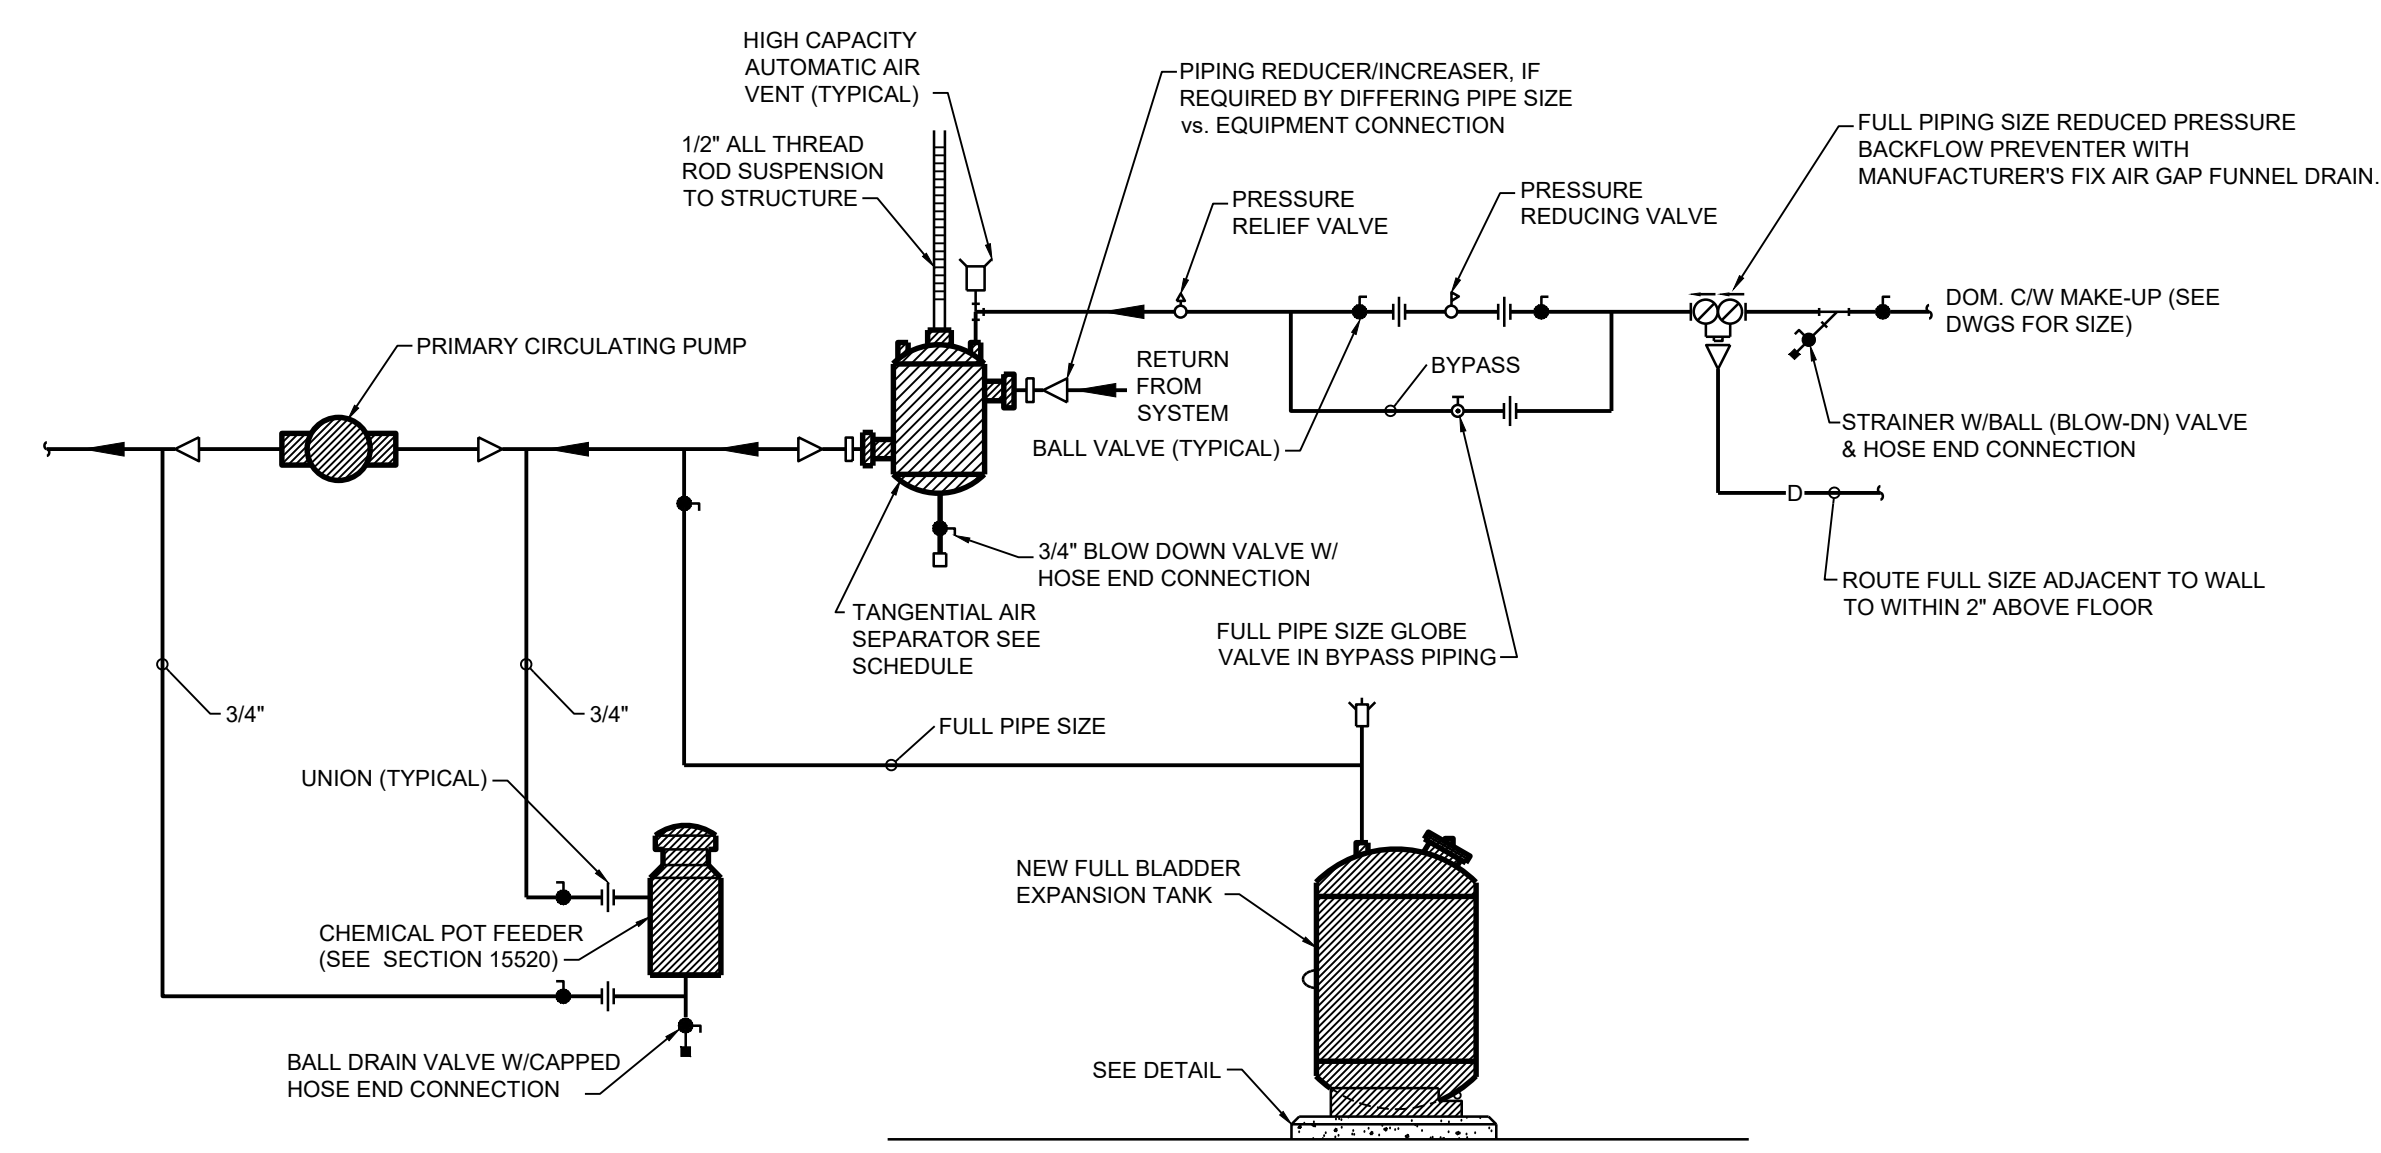 HIGH CAPACITY
AUTOMATIC AIR
VENT (TYPICAL)
1/2" ALL THREAD
ROD SUSPENSION
TO STRUCTURE
PIPING REDUCER/INCREASER, IF
REQUIRED BY DIFFERING PIPE SIZE
vs. EQUIPMENT CONNECTION
PRESSURE
RELIEF VALVE
PRESSURE
REDUCING VALVE
FULL PIPING SIZE REDUCED PRESSURE
BACKFLOW PREVENTER WITH
MANUFACTURER'S FIX AIR GAP FUNNEL DRAIN.
DOM. C/W MAKE-UP (SEE
DWGS FOR SIZE)
PRIMARY CIRCULATING PUMP
RETURN
FROM
SYSTEM
BYPASS
BALL VALVE (TYPICAL)
STRAINER W/BALL (BLOW-DN) VALVE
& HOSE END CONNECTION
D
3/4" BLOW DOWN VALVE W/
HOSE END CONNECTION
ROUTE FULL SIZE ADJACENT TO WALL
TO WITHIN 2" ABOVE FLOOR
TANGENTIAL AIR
SEPARATOR SEE
SCHEDULE
FULL PIPE SIZE GLOBE
VALVE IN BYPASS PIPING
3/4"
3/4"
FULL PIPE SIZE
UNION (TYPICAL)
NEW FULL BLADDER
EXPANSION TANK
CHEMICAL POT FEEDER
(SEE SECTION 15520)
BALL DRAIN VALVE W/CAPPED
HOSE END CONNECTION
SEE DETAIL